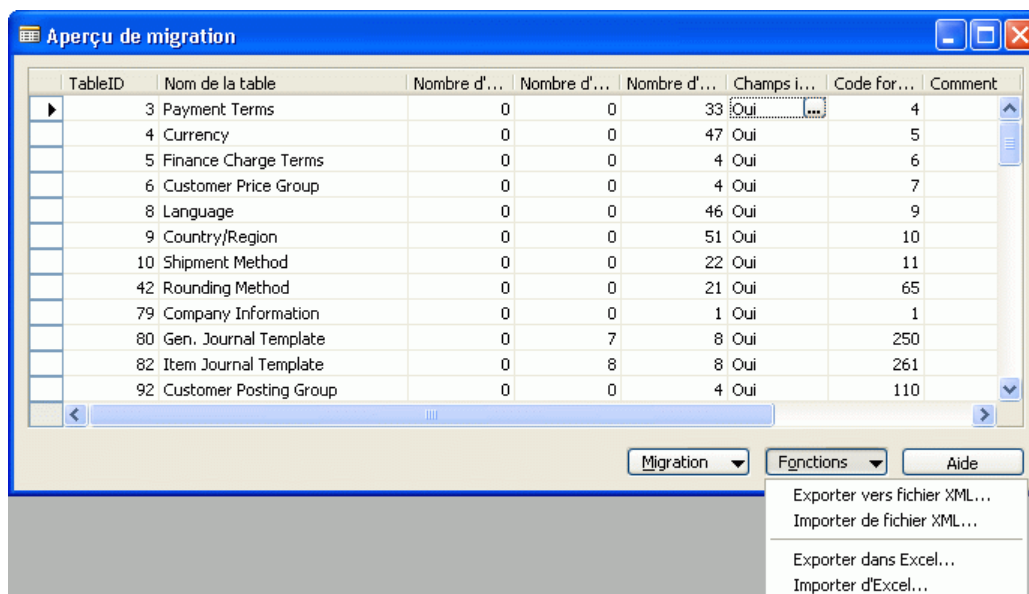 Aperçu de migration
TableID Nom de la table Nombre d'... Nombre d'... Nombre d'... Champs i... Code for... Comment
3 Payment Terms 0 0 33 Oui ...
4
4 Currency 0 0 47 Oui 5
5 Finance Charge Terms 0 0 4 Oui 6
6 Customer Price Group 0 0 4 Oui 7
8 Language 0 0 46 Oui 9
9 Country/Region 0 0 51 Oui 10
10 Shipment Method 0 0 22 Oui 11
42 Rounding Method 0 0 21 Oui 65
79 Company Information 0 0 1 Oui 1
80 Gen. Journal Template 0 7 8 Oui 250
82 Item Journal Template 0 8 8 Oui 261
92 Customer Posting Group 0 0 4 Oui 110
Migration Fonctions Aide
Exporter vers fichier XML...
Importer de fichier XML...
Exporter dans Excel...
Importer d'Excel...